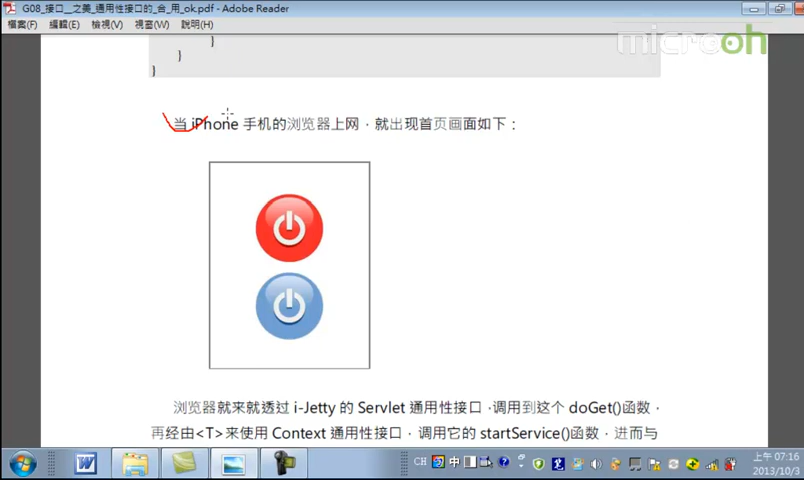 G08_接口__之美_通用性接口的_合_用_ok.pdf - Adobe Reader
檔案(F) 編輯(E) 檢視(V) 視窗(W) 說明(H)
microoh
}
}
}
当 iPhone 手机的浏览器上网，就出现首页画面如下：
浏览器就来就透过 i-Jetty 的 Servlet 通用性接口，调用到这个 doGet()函数，
再经由<T>来使用 Context 通用性接口，调用它的 startService()函数，进而与
CH 中
上午 07:16
2013/10/3